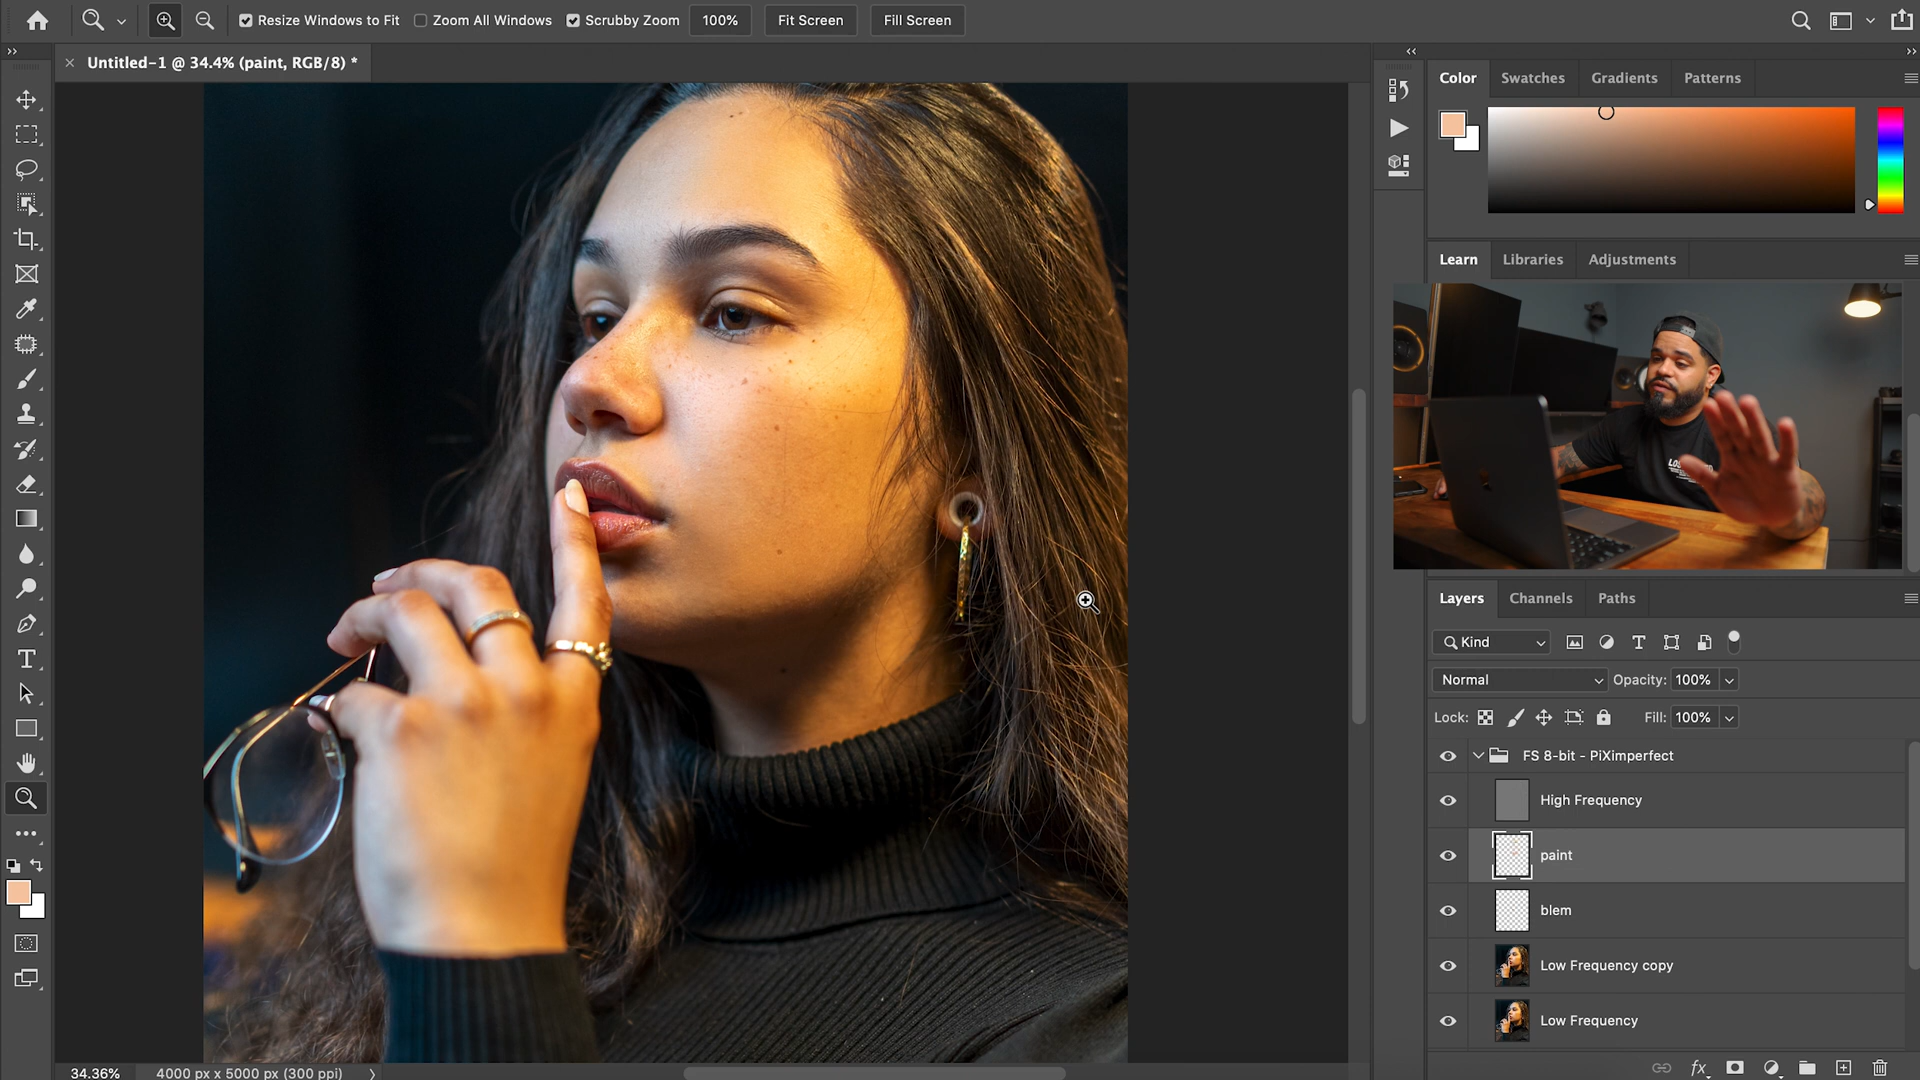 Resize Windows to Fit
Zoom All Windows
Scrubby Zoom
100%
Fit Screen
Fill Screen
Untitled-1 @ 34.4% (paint, RGB/8) *
Color
Swatches
Gradients
Patterns
Learn
Libraries
Adjustments
Layers
Channels
Paths
Kind
Normal
Opacity: 100%
Lock:
Fill: 100%
FS 8-bit - PiXimperfect
High Frequency
paint
blem
Low Frequency copy
Low Frequency
34.36%
4000 px x 5000 px (300 ppi)
fx